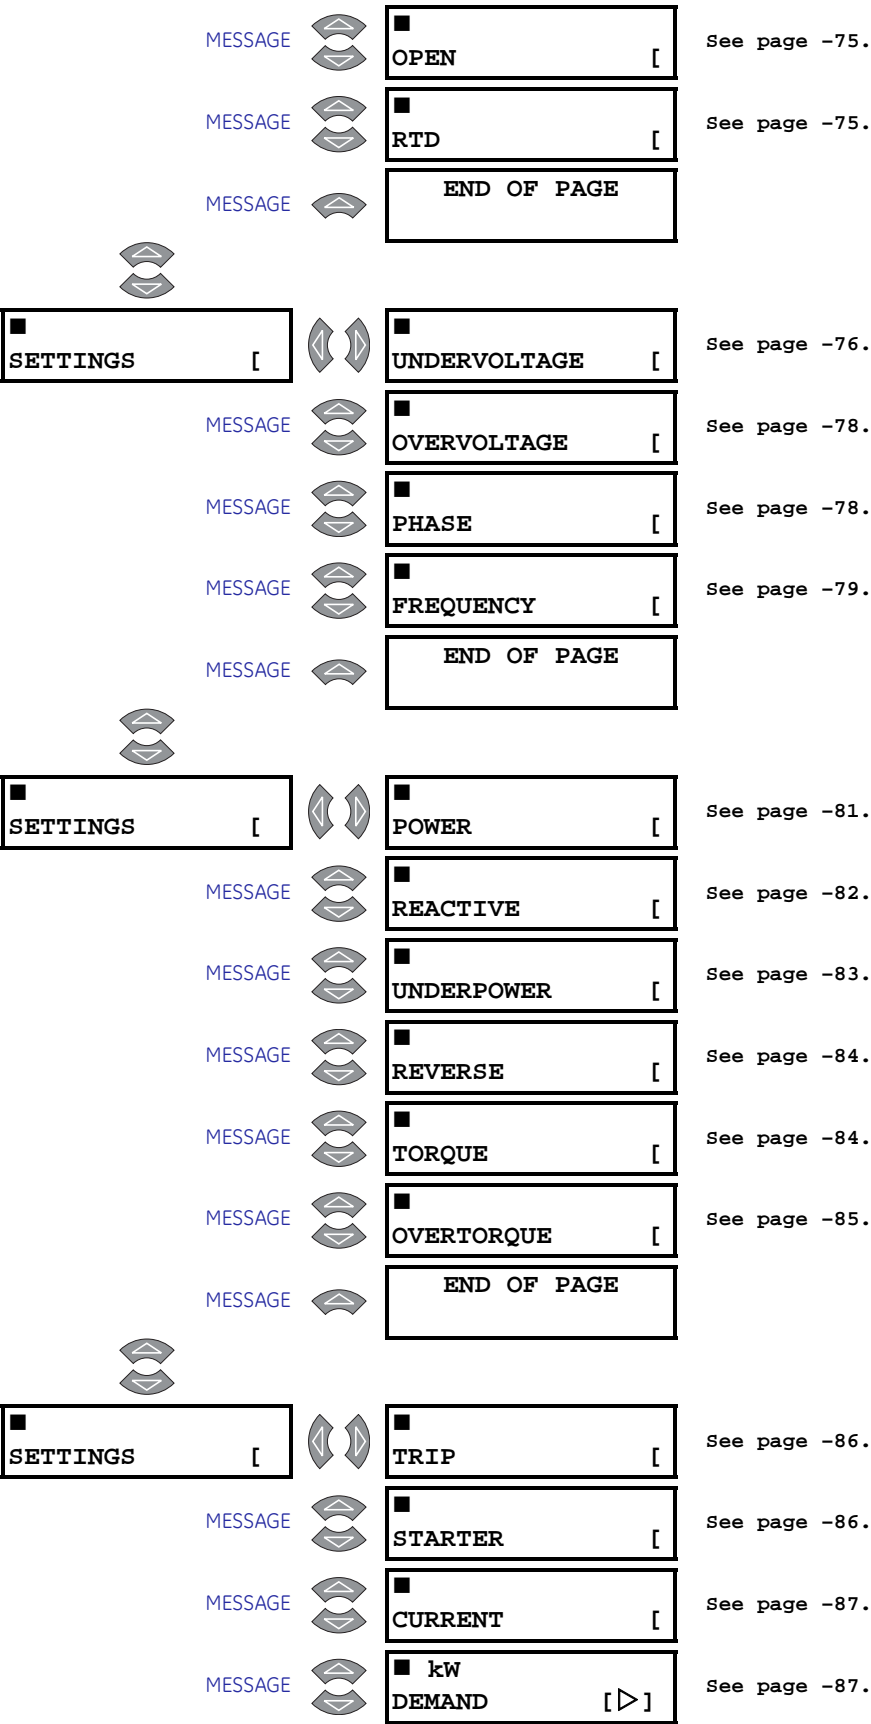 MESSAGE ■ See page –75.
OPEN [
MESSAGE ■ See page –75.
RTD [
MESSAGE END OF PAGE
■ ■ See page –76.
SETTINGS [ UNDERVOLTAGE [
MESSAGE ■ See page –78.
OVERVOLTAGE [
MESSAGE ■ See page –78.
PHASE [
MESSAGE ■ See page –79.
FREQUENCY [
MESSAGE END OF PAGE
■ ■ See page –81.
SETTINGS [ POWER [
MESSAGE ■ See page –82.
REACTIVE [
MESSAGE ■ See page –83.
UNDERPOWER [
MESSAGE ■ See page –84.
REVERSE [
MESSAGE ■ See page –84.
TORQUE [
MESSAGE ■ See page –85.
OVERTORQUE [
MESSAGE END OF PAGE
■ ■ See page –86.
SETTINGS [ TRIP [
MESSAGE ■ See page –86.
STARTER [
MESSAGE ■ See page –87.
CURRENT [
MESSAGE ■ kW See page –87.
DEMAND [▷]